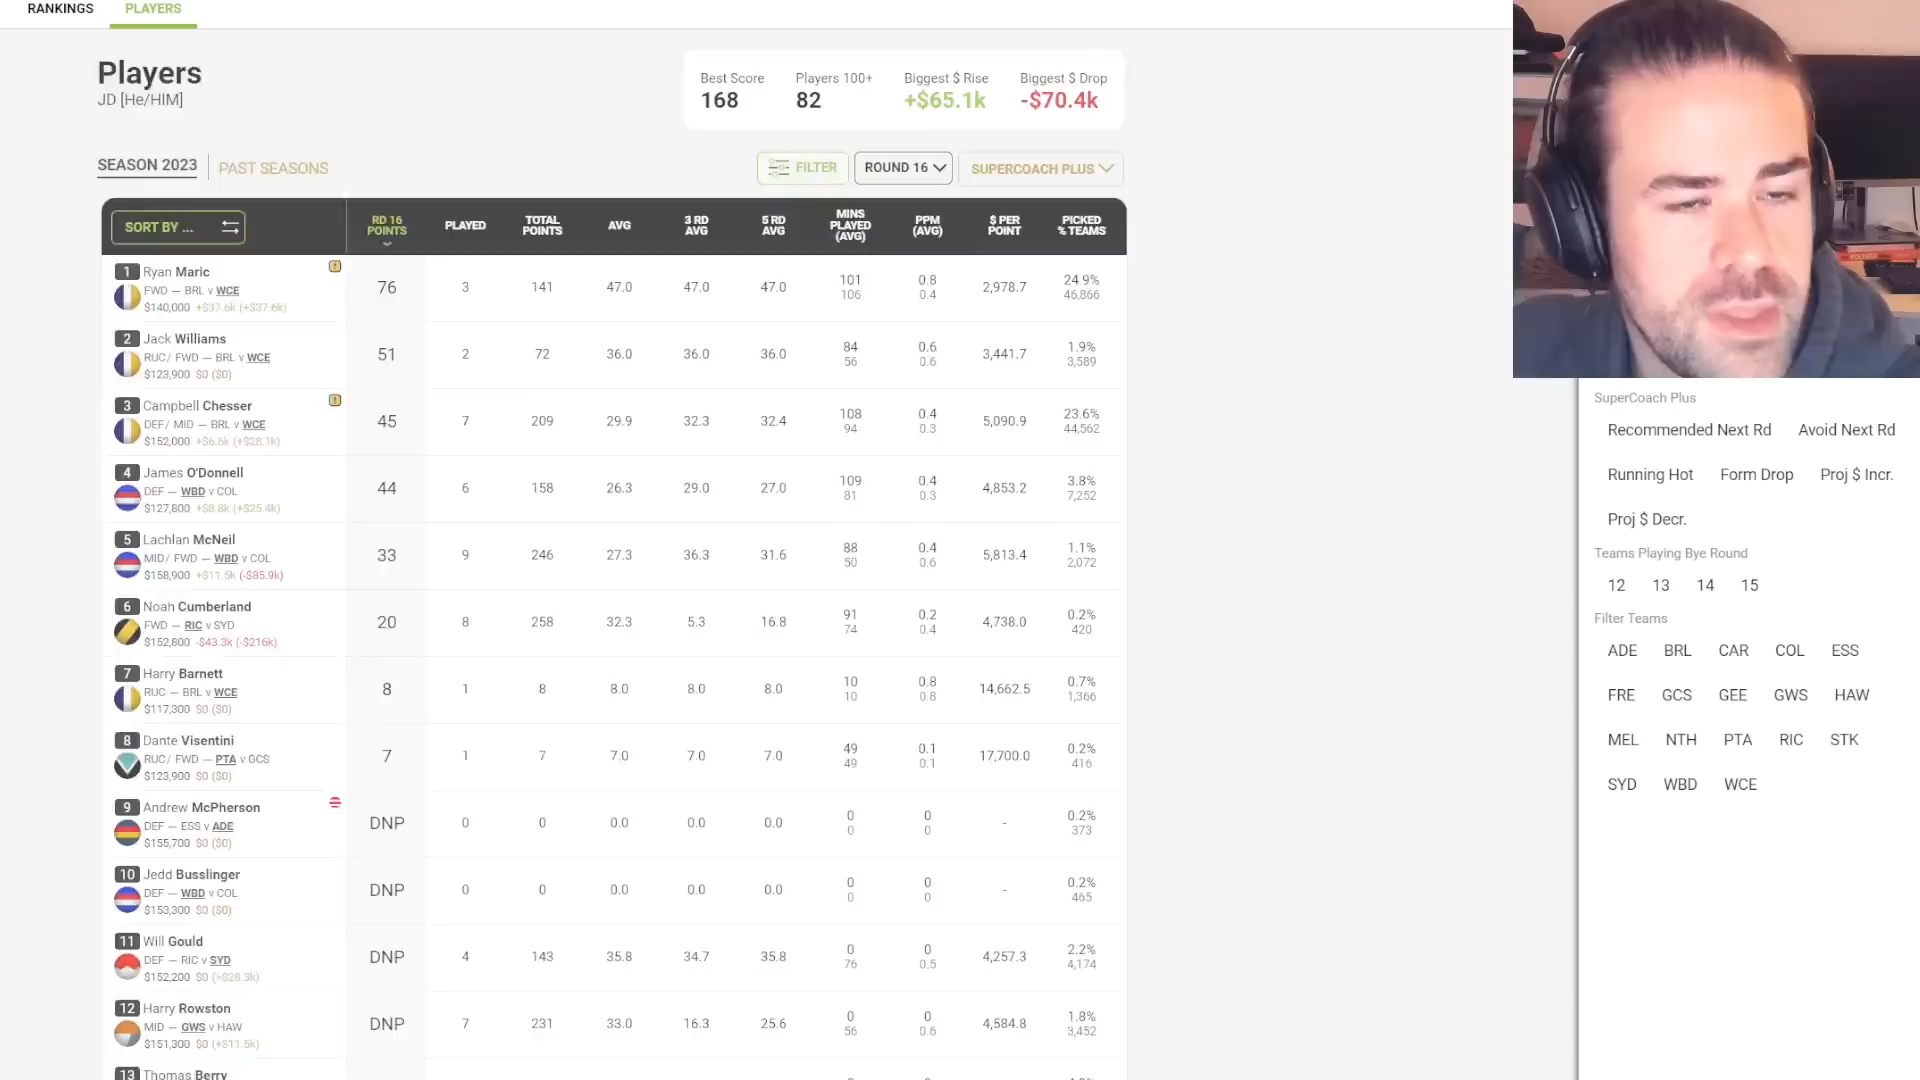 RANKINGS PLAYERS
Players
JD [He/HIM]
Best Score Players 100+ Biggest $ Rise Biggest $ Drop
168 82 +$65.1k -$70.4k
SEASON 2023 PAST SEASONS
FILTER ROUND 16 SUPERCOACH PLUS
SORT BY ... RD 16 POINTS PLAYED TOTAL POINTS AVG 3 RD AVG 5 RD AVG MINS PLAYED (AVG) PPM (AVG) $ PER POINT PICKED % TEAMS
1 Ryan Maric
FWD — BRL v WCE
$140,000 +$37.6k (+$37.6k)
76 3 141 47.0 47.0 47.0 101 0.8 2,978.7 24.9%
106 0.4 46,866
2 Jack Williams
RUC/ FWD — BRL v WCE
$123,900 $0 ($0)
51 2 72 36.0 36.0 36.0 84 0.6 3,441.7 1.9%
56 0.6 3,589
3 Campbell Chesser
DEF/ MID — BRL v WCE
$152,000 +$6.6k (+$28.1k)
45 7 209 29.9 32.3 32.4 108 0.4 5,090.9 23.6%
94 0.3 44,562
4 James O'Donnell
DEF — WBD v COL
$127,800 +$8.8k (+$25.4k)
44 6 158 26.3 29.0 27.0 109 0.4 4,853.2 3.8%
81 0.3 7,252
5 Lachlan McNeil
MID/ FWD — WBD v COL
$158,900 +$11.5k (-$85.9k)
33 9 246 27.3 36.3 31.6 88 0.4 5,813.4 1.1%
50 0.6 2,072
6 Noah Cumberland
FWD — RIC v SYD
$152,800 -$43.3k (-$216k)
20 8 258 32.3 5.3 16.8 91 0.2 4,738.0 0.2%
74 0.4 420
7 Harry Barnett
RUC — BRL v WCE
$117,300 $0 ($0)
8 1 8 8.0 8.0 8.0 10 0.8 14,662.5 0.7%
10 0.8 1,366
8 Dante Visentini
RUC/ FWD — PTA v GCS
$123,900 $0 ($0)
7 1 7 7.0 7.0 7.0 49 0.1 17,700.0 0.2%
49 0.1 416
9 Andrew McPherson
DEF — ESS v ADE
$155,700 $0 ($0)
DNP 0 0 0.0 0.0 0.0 0 0 - 0.2%
0 0 373
10 Jedd Busslinger
DEF — WBD v COL
$153,300 $0 ($0)
DNP 0 0 0.0 0.0 0.0 0 0 - 0.2%
0 0 465
11 Will Gould
DEF — RIC v SYD
$152,200 $0 (+$28.3k)
DNP 4 143 35.8 34.7 35.8 0 0 4,257.3 2.2%
76 0.5 4,174
12 Harry Rowston
MID — GWS v HAW
$151,300 $0 (+$11.5k)
DNP 7 231 33.0 16.3 25.6 0 0 4,584.8 1.8%
56 0.6 3,452
13 Thomas Berry
SuperCoach Plus
Recommended Next Rd Avoid Next Rd
Running Hot Form Drop Proj $ Incr.
Proj $ Decr.
Teams Playing Bye Round
12 13 14 15
Filter Teams
ADE BRL CAR COL ESS
FRE GCS GEE GWS HAW
MEL NTH PTA RIC STK
SYD WBD WCE